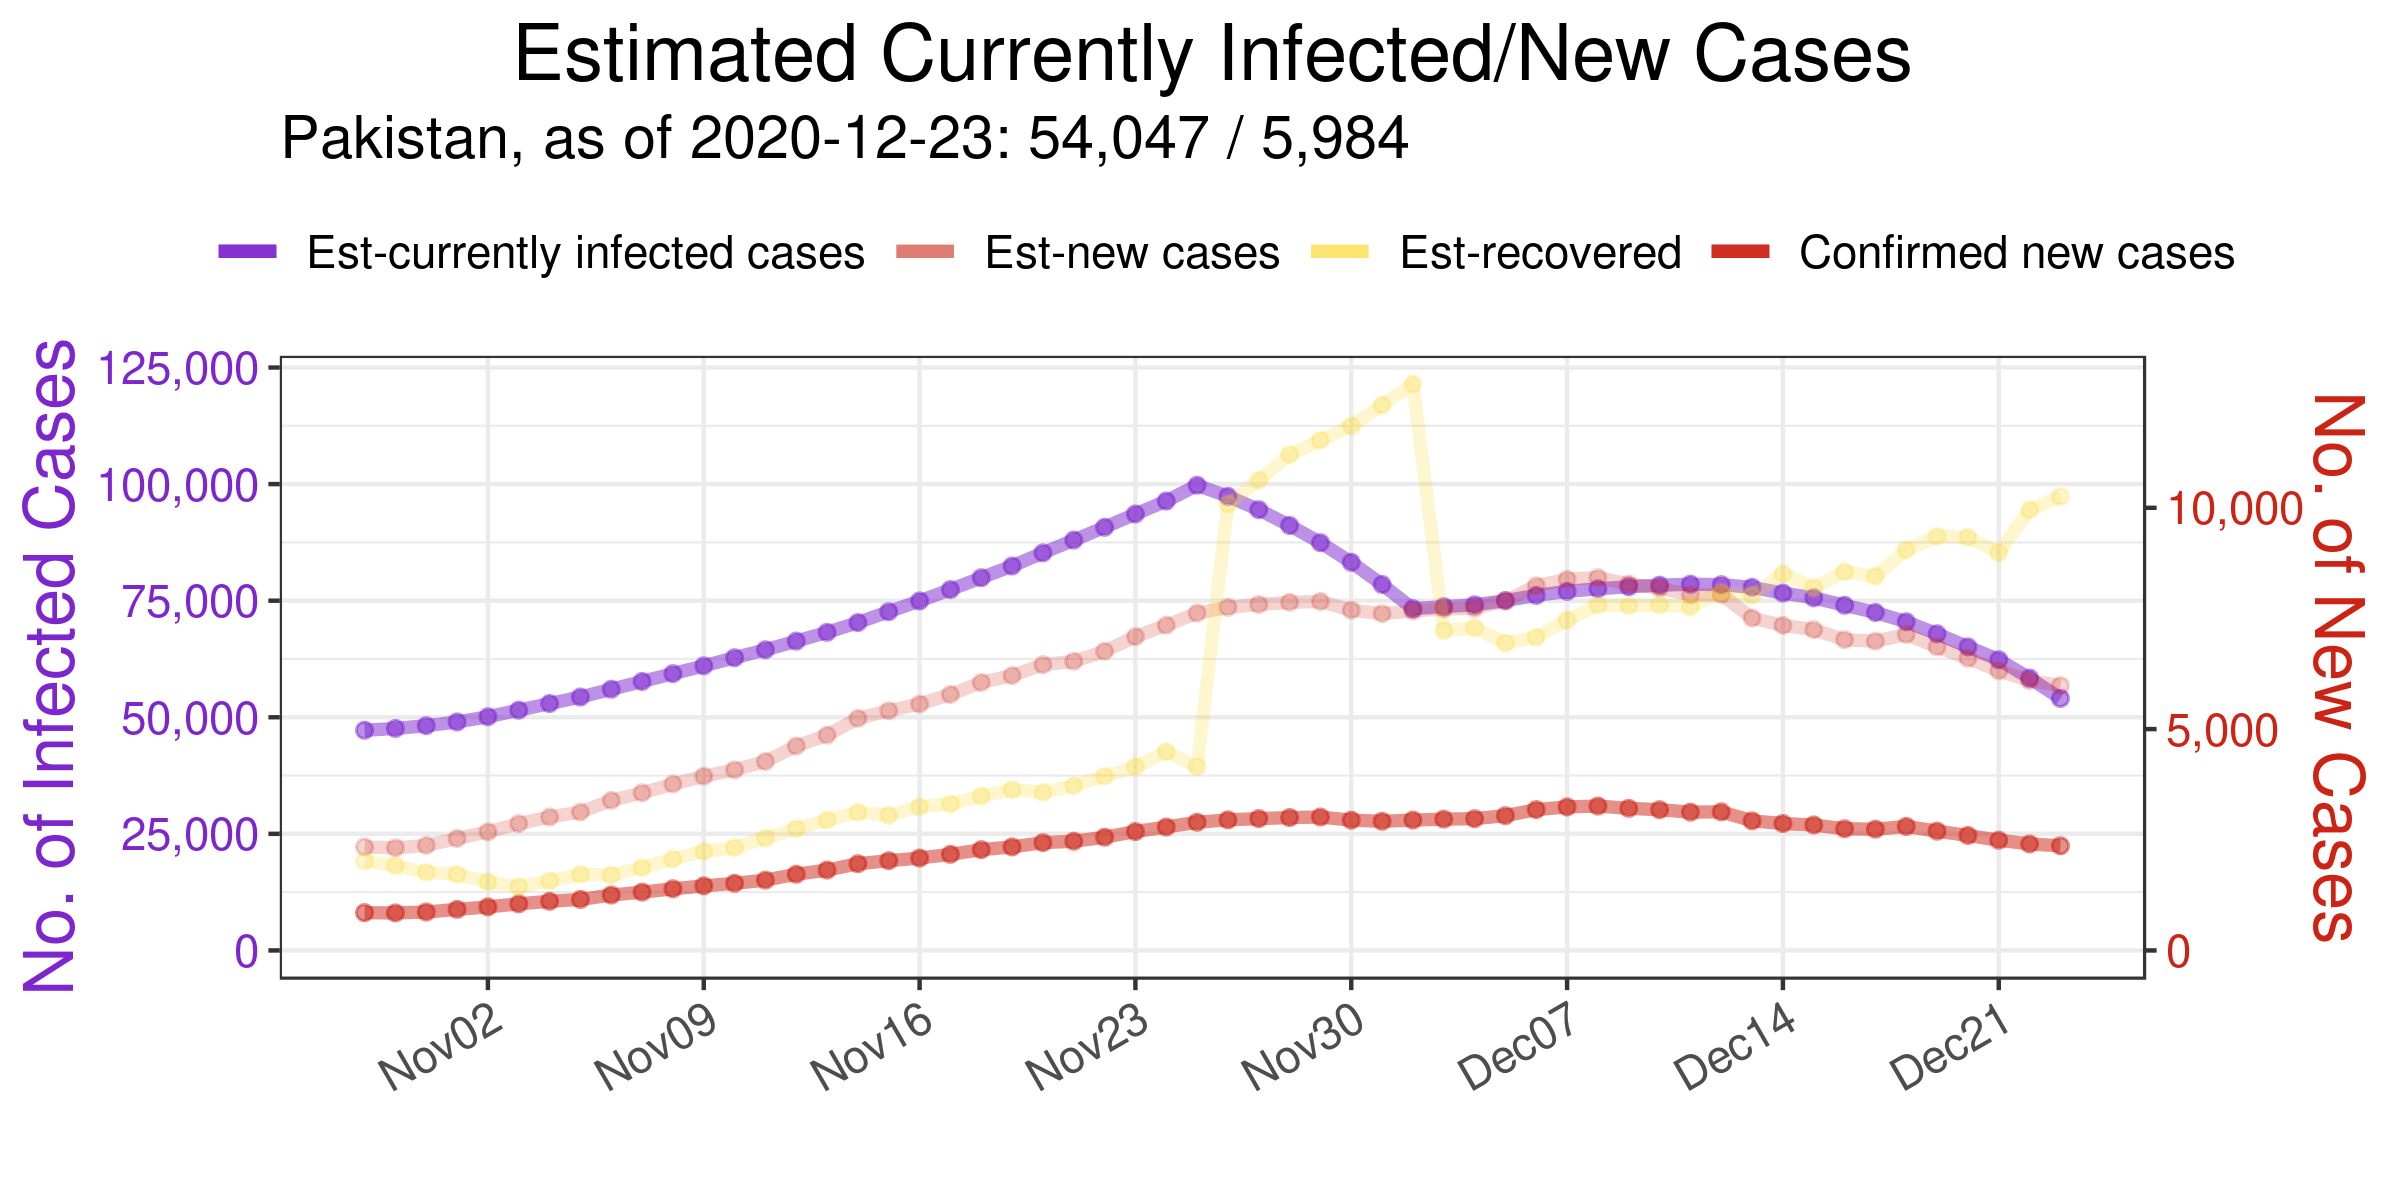 Estimated Currently Infected/New Cases
Pakistan, as of 2020-12-23: 54,047 / 5,984
Est-currently infected cases Est-new cases Est-recovered Confirmed new cases
No. of Infected Cases
125,000
100,000
75,000
50,000
25,000
0
No. of New Cases
10,000
5,000
0
Nov02 Nov09 Nov16 Nov23 Nov30 Dec07 Dec14 Dec21